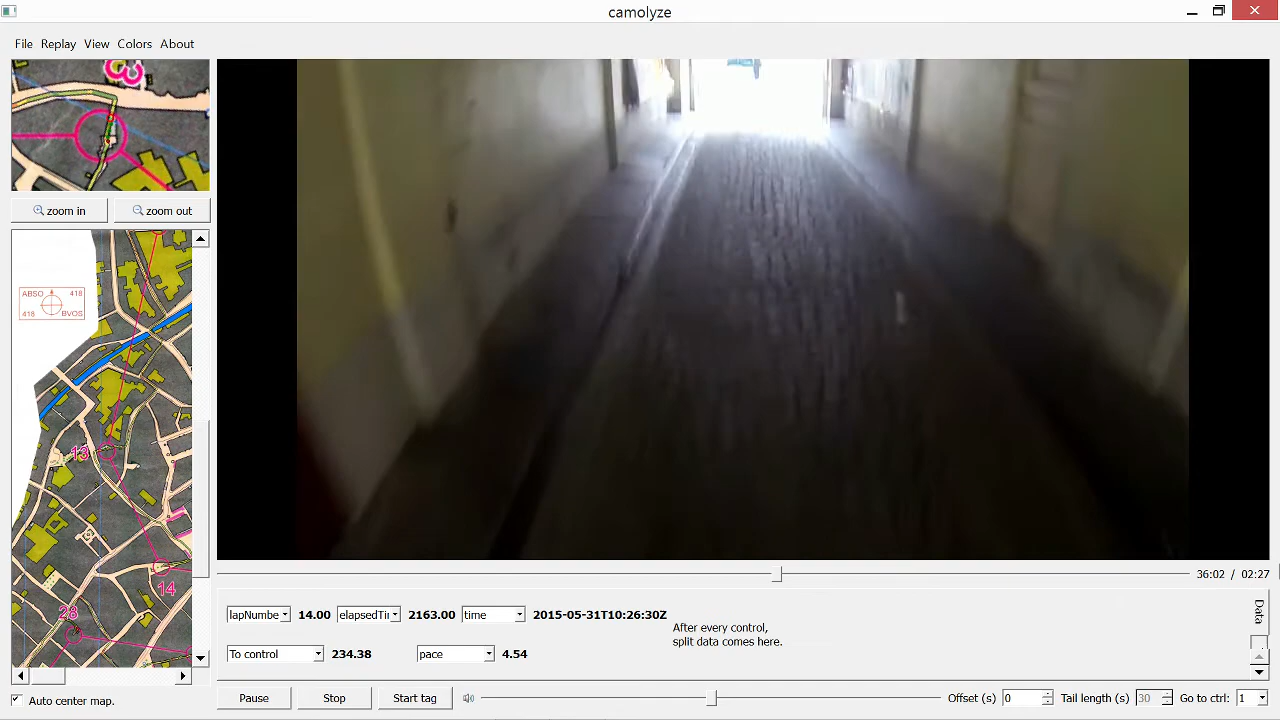 camolyze
File Replay View Colors About
zoom in zoom out
ABSO 418
418 BVOS
13
14
28
36:02 / 02:27
lapNumbe 14.00 elapsedTi 2163.00 time 2015-05-31T10:26:30Z
After every control,
split data comes here.
Data
To control 234.38 pace 4.54
Auto center map.
Pause Stop Start tag Offset (s) 0 Tail length (s) 30 Go to ctrl: 1